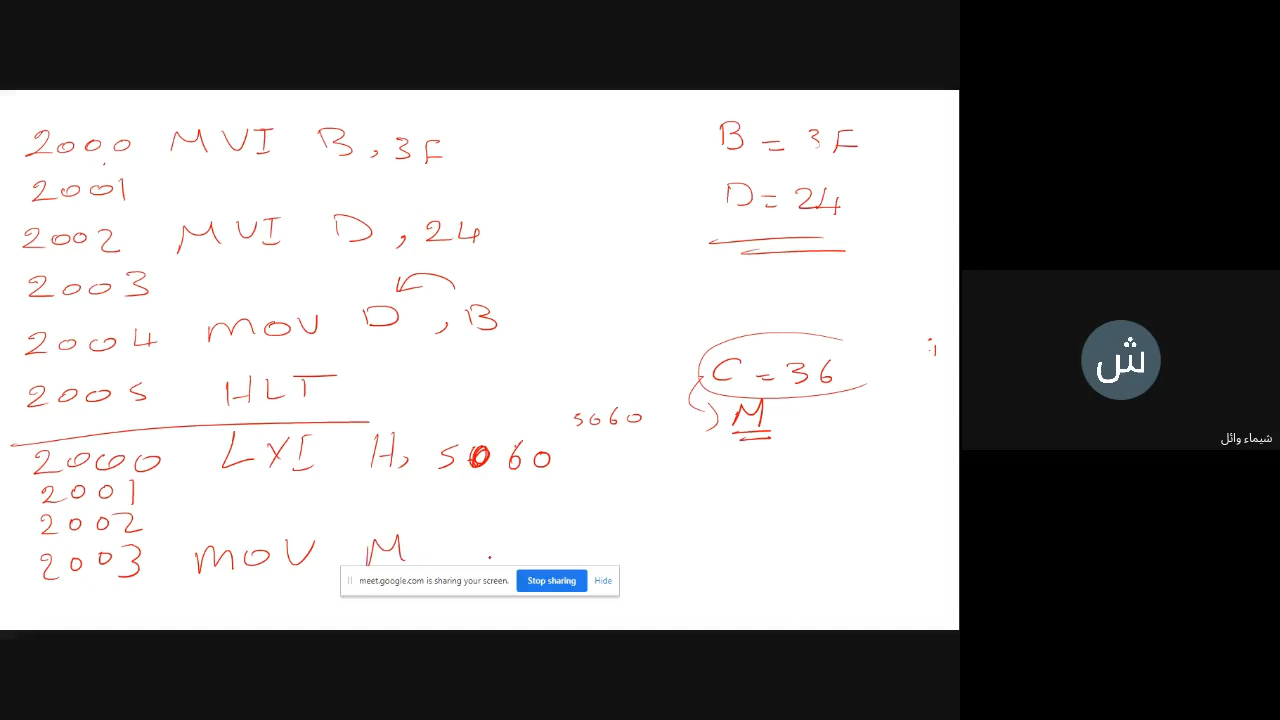 2000 MVI B, 3F
2001
2002 MVI D, 24
2003
2004 MOV D, B
2005 HLT
2000 LXI H, 5060
2001
2002
2003 MOV M
B = 3F
D = 24
C = 36
M
5060
meet.google.com is sharing your screen.
Stop sharing
Hide
ش
شيماء وائل